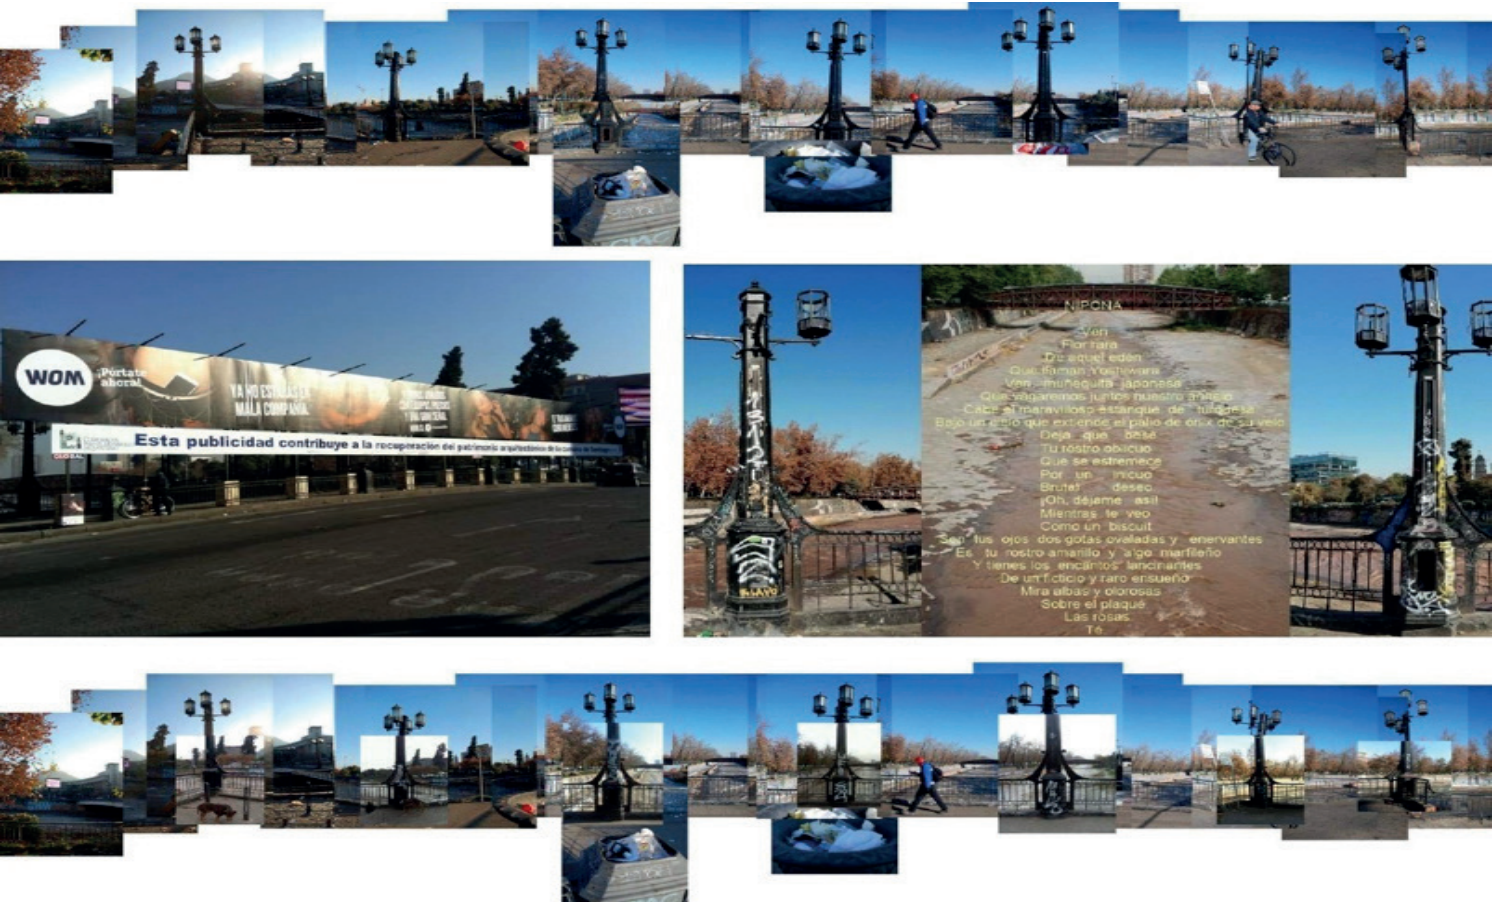 WOM
¡Pórtate
ahora!
YA NO ESTARÁS EN
MALA COMPAÑÍA
Esta publicidad contribuye a la recuperación del patrimonio arquitectónico de la comuna de
NIPONA
Ven
Flor rara
De aquel edén
Que llaman Yoshiwara
Ven muñequita japonesa
Que vagaremos juntos nuestro anhelo
Cabe el maravilloso estanque de turquesa
Bajo un cielo que extiende el palio de ónix de su velo
Deja que bese
Tu rostro oblicuo
Que se estremece
Por un inicuo
Brutal deseo
¡Oh, déjame así!
Mientras te veo
Como un biscuit
Son tus ojos dos gotas ovaladas y enervantes
Es tu rostro amarillo y algo marfileño
Y tienes los encantos lancinantes
De un ficticio y raro ensueño
Mira albas y olorosas
Sobre el plaqué
Las rosas
Té